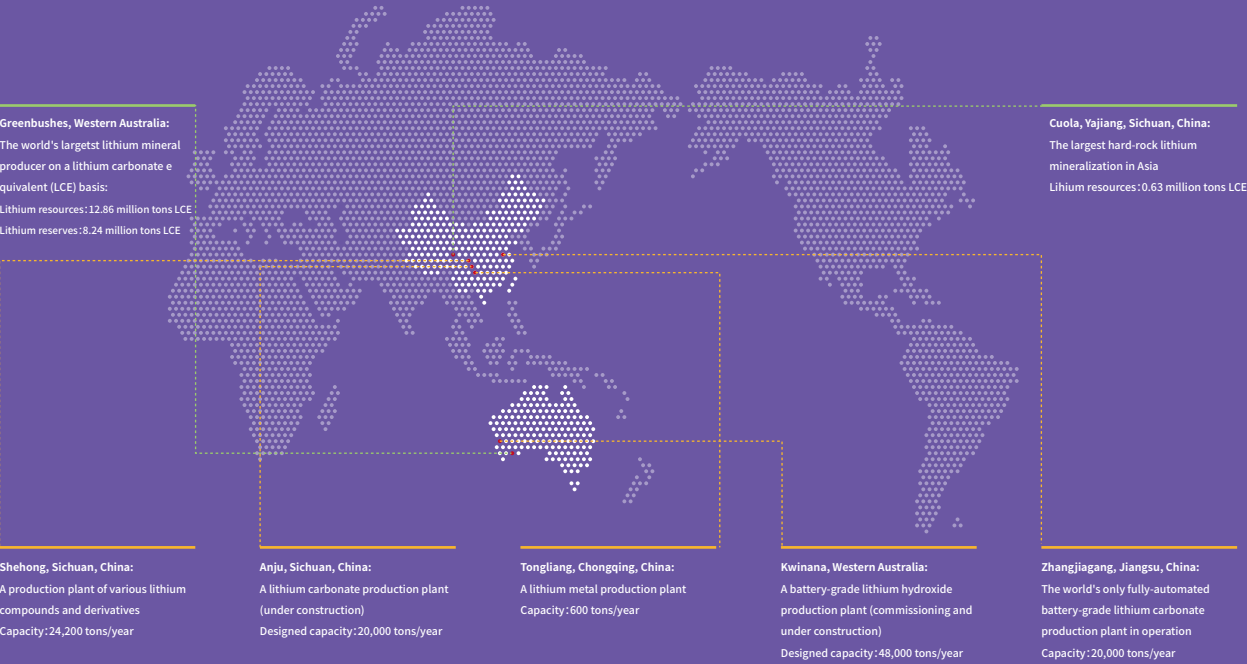 Greenbushes, Western Australia:
The world's largetst lithium mineral
producer on a lithium carbonate e
quivalent (LCE) basis:
Lithium resources：12.86 million tons LCE
Lithium reserves：8.24 million tons LCE
Cuola, Yajiang, Sichuan, China:
The largest hard-rock lithium
mineralization in Asia
Lihium resources：0.63 million tons LCE
Shehong, Sichuan, China:
A production plant of various lithium
compounds and derivatives
Capacity：24,200 tons/year
Anju, Sichuan, China:
A lithium carbonate production plant
(under construction)
Designed capacity：20,000 tons/year
Tongliang, Chongqing, China:
A lithium metal production plant
Capacity：600 tons/year
Kwinana, Western Australia:
A battery-grade lithium hydroxide
production plant (commissioning and
under construction)
Designed capacity：48,000 tons/year
Zhangjiagang, Jiangsu, China:
The world's only fully-automated
battery-grade lithium carbonate
production plant in operation
Capacity：20,000 tons/year